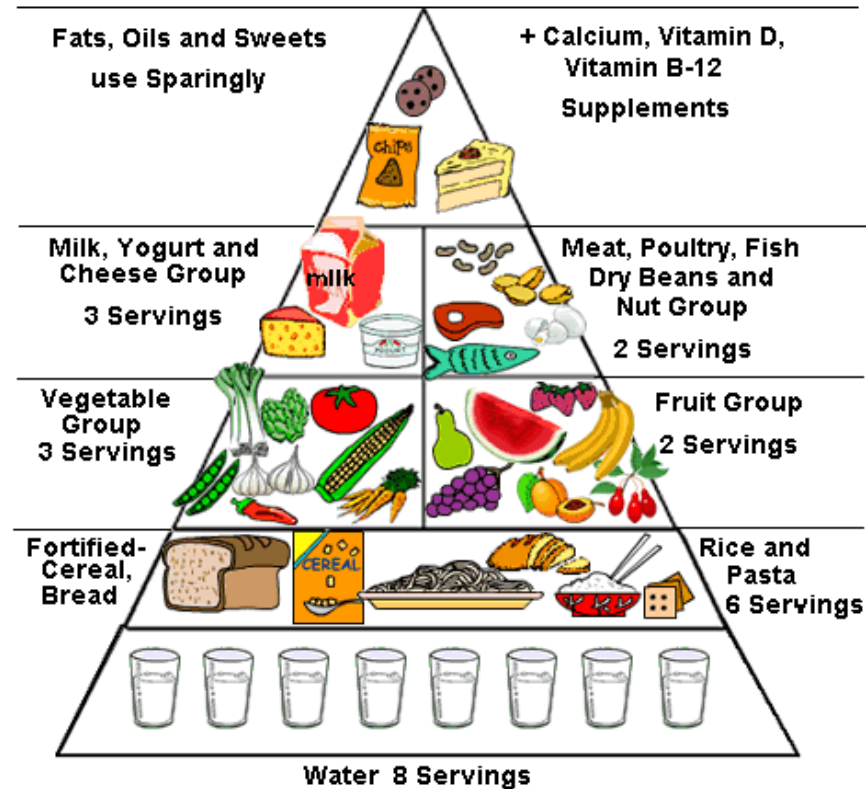 Fats, Oils and Sweets
use Sparingly
+ Calcium, Vitamin D,
Vitamin B-12
Supplements
chips
Milk, Yogurt and
Cheese Group
3 Servings
milk
YOGURT
Meat, Poultry, Fish
Dry Beans and
Nut Group
2 Servings
Vegetable
Group
3 Servings
Fruit Group
2 Servings
Fortified-
Cereal,
Bread
CEREAL
Rice and
Pasta
6 Servings
Water 8 Servings